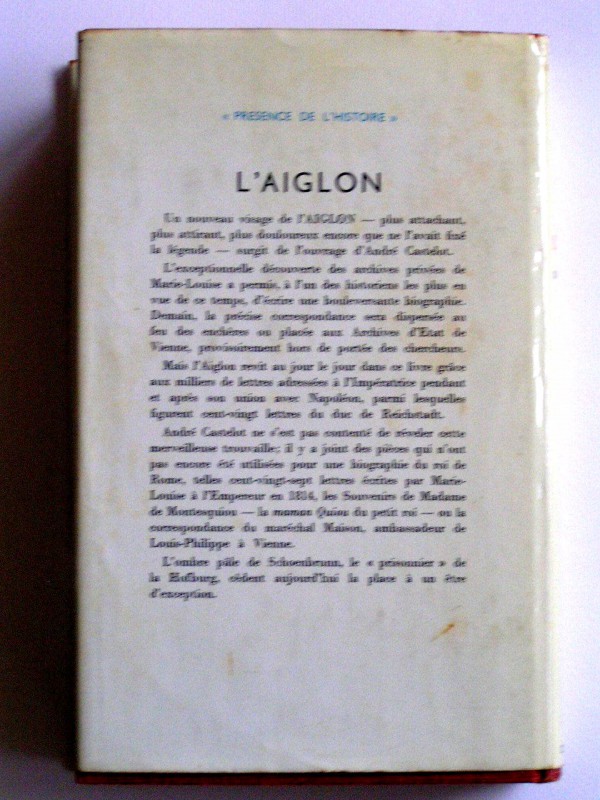 « PRESENCE DE L'HISTOIRE »
L'AIGLON
Un nouveau visage de l'AIGLON — plus attachant,
plus attirant, plus douloureux encore que ne l'avait fixé
la légende — surgit de l'ouvrage d'André Castelot.
L'exceptionnelle découverte des archives privées de
Marie-Louise a permis, à l'un des historiens les plus en
vue de ce temps, d'écrire une bouleversante biographie.
Demain, la précise correspondance sera dispersée au
feu des enchères ou placée aux Archives d'Etat de
Vienne, provisoirement hors de portée des chercheurs.
Mais l'Aiglon revit au jour le jour dans ce livre grâce
aux milliers de lettres adressées à l'Impératrice pendant
et après son union avec Napoléon, parmi lesquelles
figurent cent-vingt lettres du duc de Reichstadt.
André Castelot ne s'est pas contenté de révéler cette
merveilleuse trouvaille; il y a joint des pièces qui n'ont
pas encore été utilisées pour une biographie du roi de
Rome, telles cent-vingt-sept lettres écrites par Marie-
Louise à l'Empereur en 1814, les Souvenirs de Madame
de Montesquiou — la maman Quiou du petit roi — ou la
correspondance du maréchal Maison, ambassadeur de
Louis-Philippe à Vienne.
L'ombre pâle de Schoenbrunn, le « prisonnier » de
la Hofburg, cèdent aujourd'hui la place à un être
d'exception.